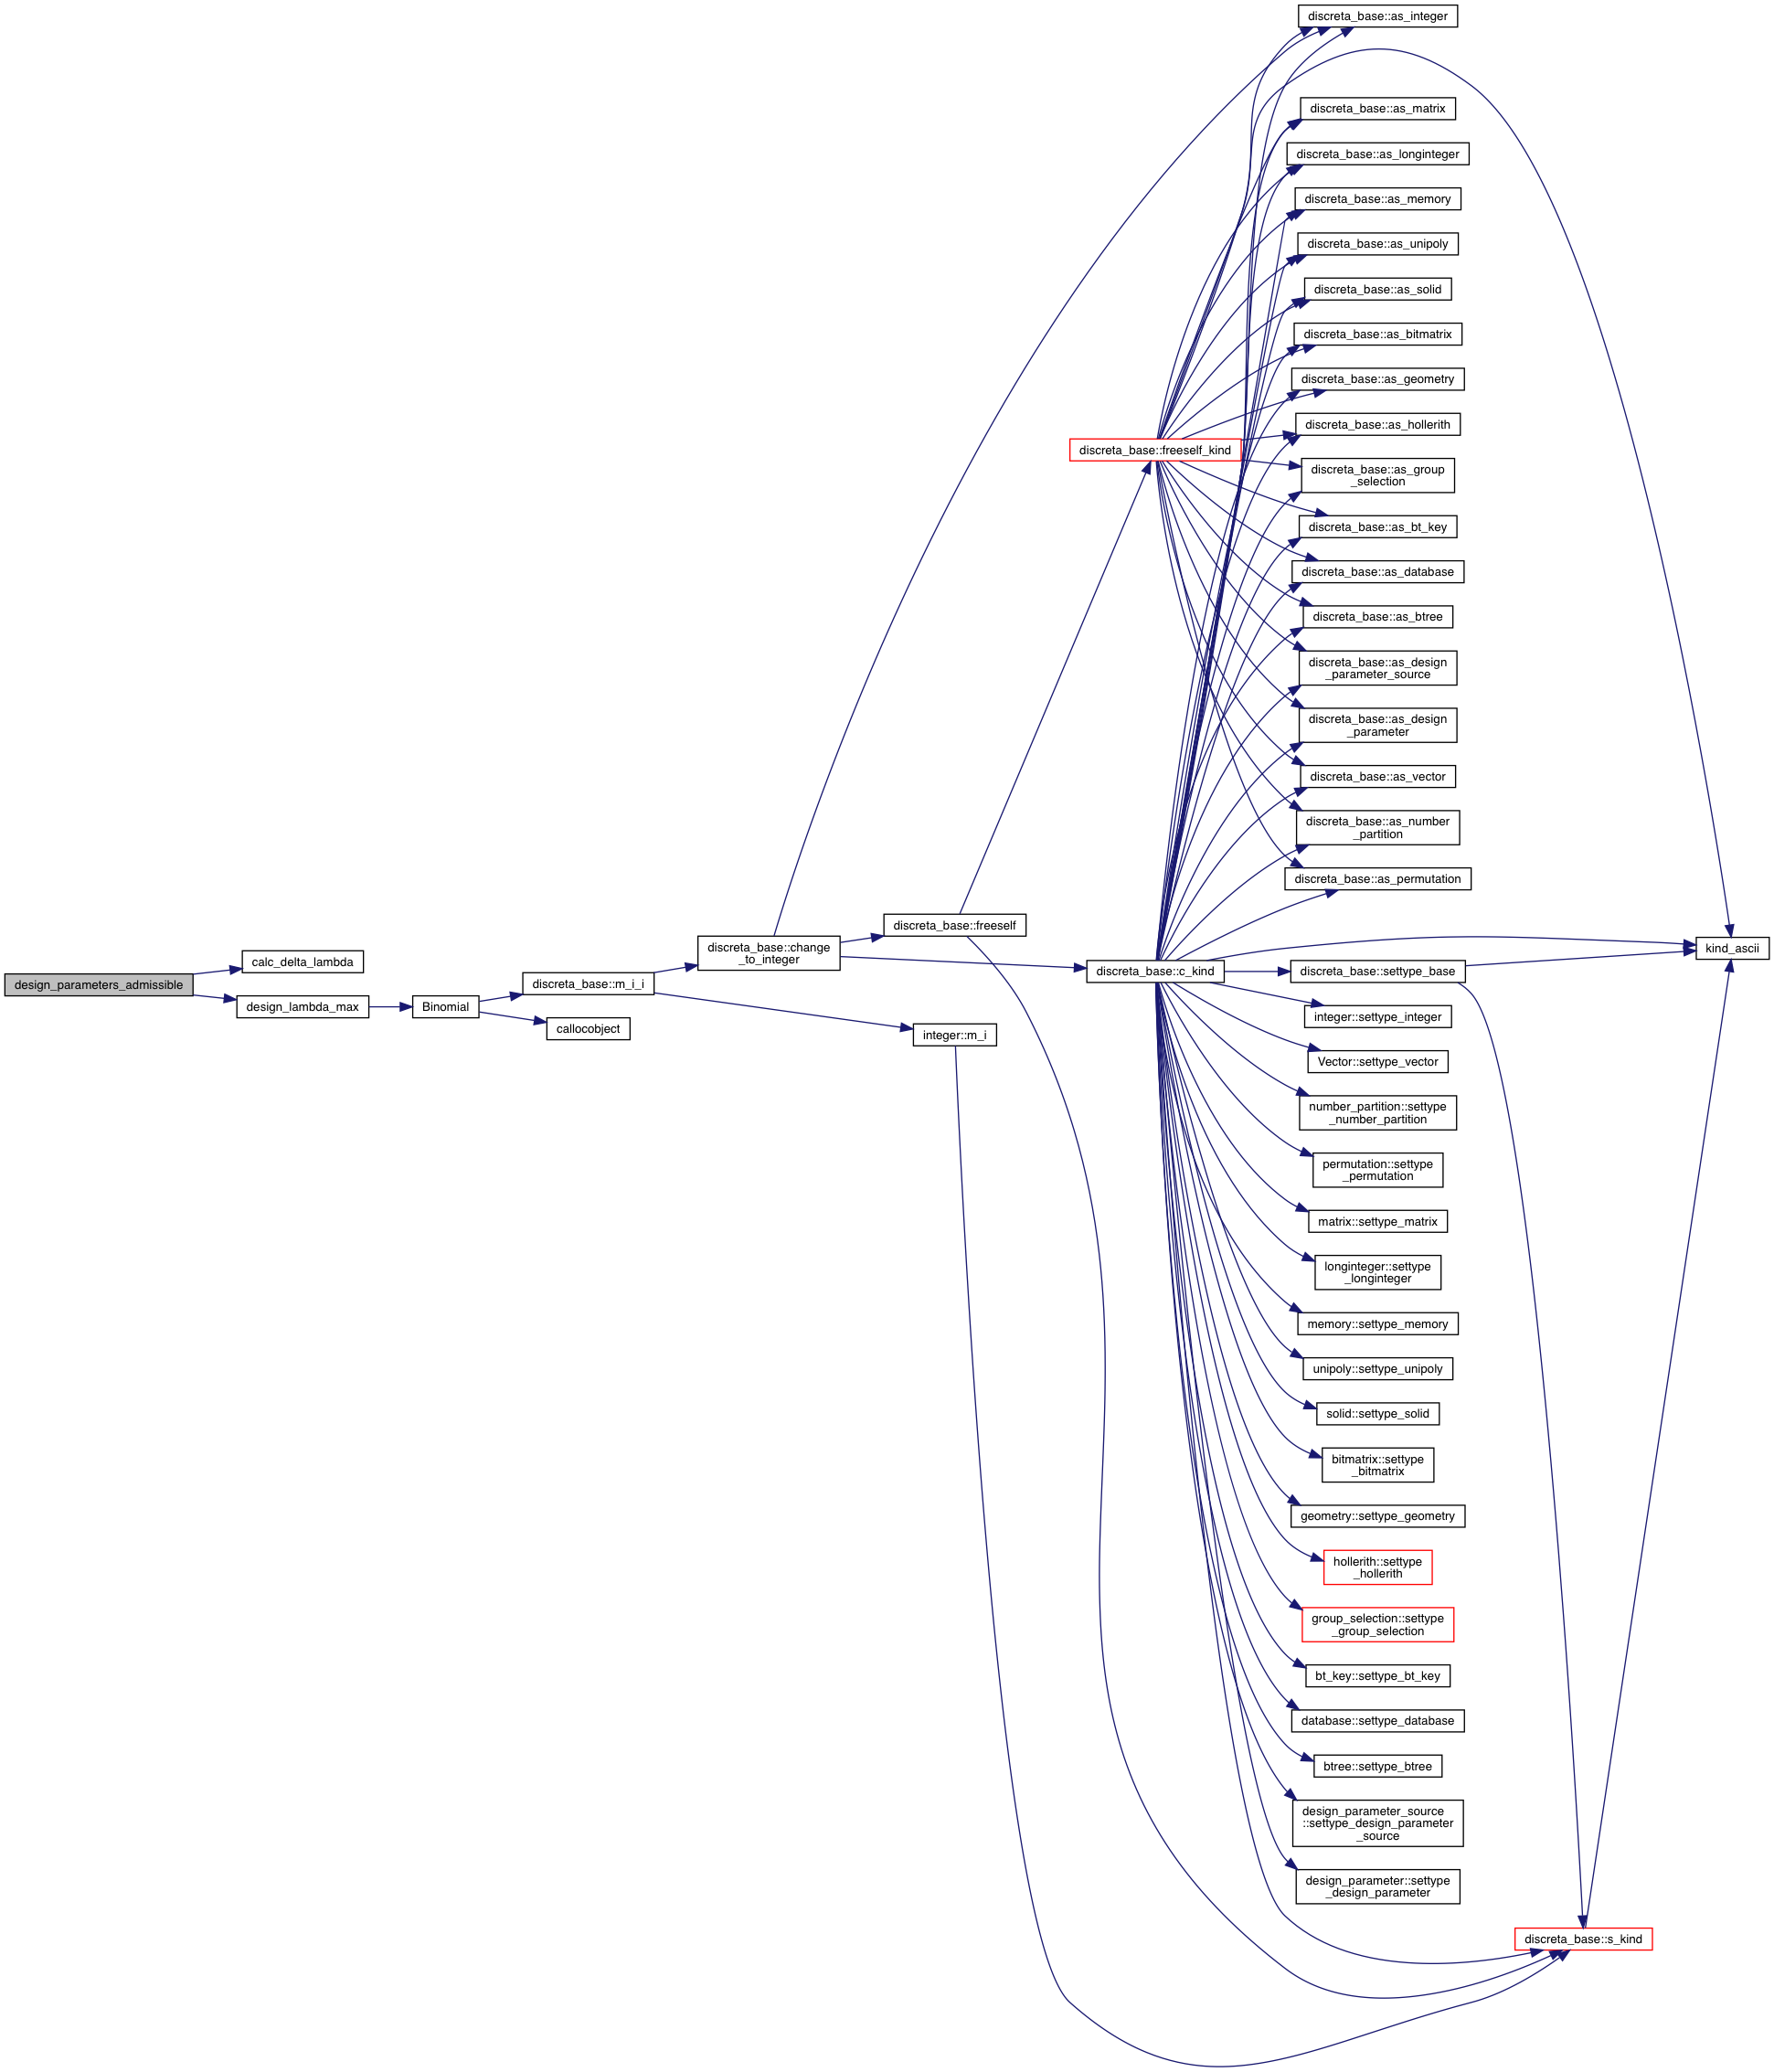 design_parameters_admissible
calc_delta_lambda
design_lambda_max
Binomial
discreta_base::m_i_i
callocobject
discreta_base::change
_to_integer
integer::m_i
discreta_base::freeself
discreta_base::freeself_kind
discreta_base::c_kind
discreta_base::as_integer
discreta_base::as_matrix
discreta_base::as_longinteger
discreta_base::as_memory
discreta_base::as_unipoly
discreta_base::as_solid
discreta_base::as_bitmatrix
discreta_base::as_geometry
discreta_base::as_hollerith
discreta_base::as_group
_selection
discreta_base::as_bt_key
discreta_base::as_database
discreta_base::as_btree
discreta_base::as_design
_parameter_source
discreta_base::as_design
_parameter
discreta_base::as_vector
discreta_base::as_number
_partition
discreta_base::as_permutation
discreta_base::settype_base
integer::settype_integer
Vector::settype_vector
number_partition::settype
_number_partition
permutation::settype
_permutation
matrix::settype_matrix
longinteger::settype
_longinteger
memory::settype_memory
unipoly::settype_unipoly
solid::settype_solid
bitmatrix::settype
_bitmatrix
geometry::settype_geometry
hollerith::settype
_hollerith
group_selection::settype
_group_selection
bt_key::settype_bt_key
database::settype_database
btree::settype_btree
design_parameter_source
::settype_design_parameter
_source
design_parameter::settype
_design_parameter
kind_ascii
discreta_base::s_kind